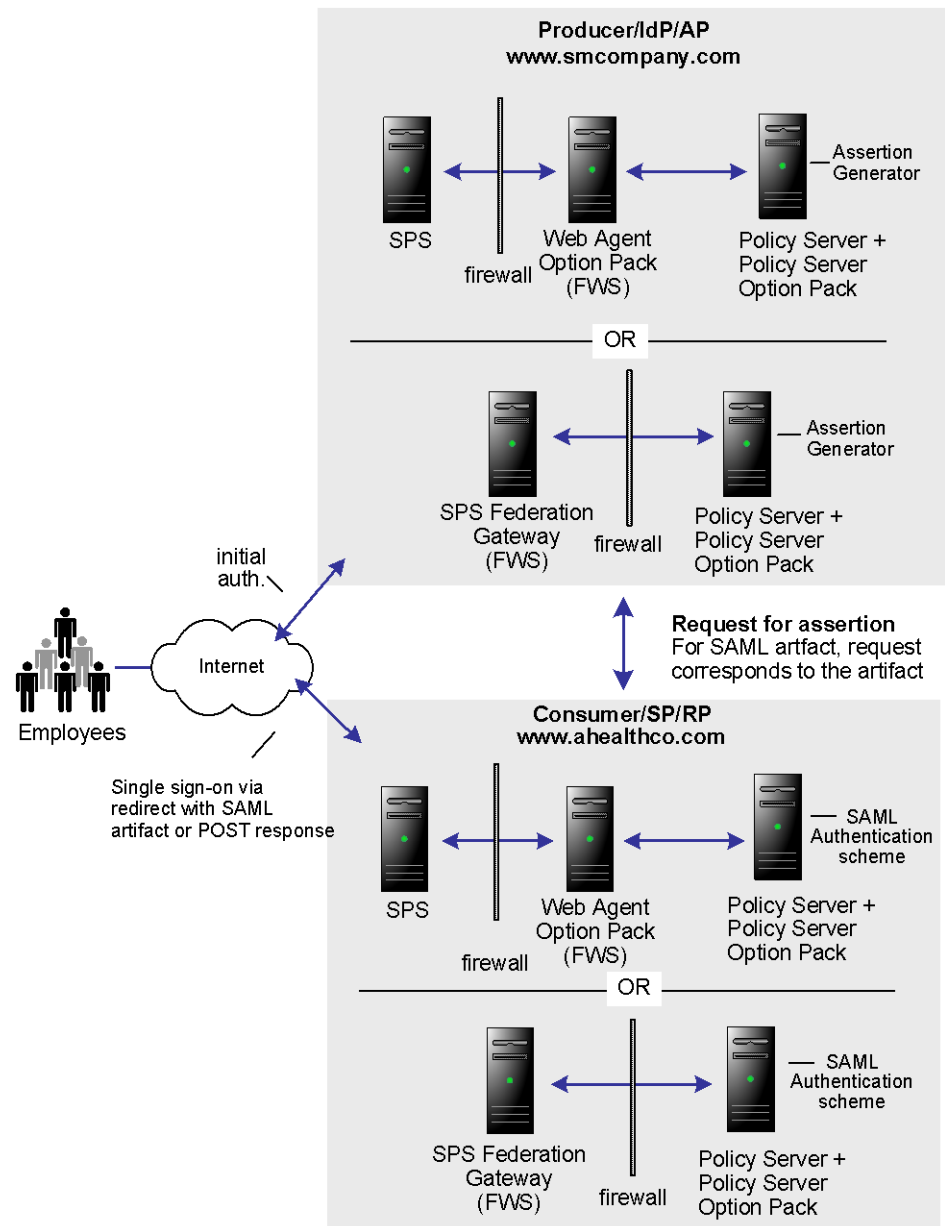 Producer/IdP/AP
www.smcompany.com
Assertion
Generator
SPS
firewall
Web Agent
Option Pack
(FWS)
Policy Server +
Policy Server
Option Pack
OR
Assertion
Generator
SPS Federation
Gateway
(FWS)
firewall
Policy Server +
Policy Server
Option Pack
initial
auth.
Internet
Employees
Request for assertion
For SAML artfact, request
corresponds to the artifact
Single sign-on via
redirect with SAML
artifact or POST response
Consumer/SP/RP
www.ahealthco.com
SAML
Authentication
scheme
SPS
firewall
Web Agent
Option Pack
(FWS)
Policy Server +
Policy Server
Option Pack
OR
SAML
Authentication
scheme
SPS Federation
Gateway
(FWS)
firewall
Policy Server +
Policy Server
Option Pack